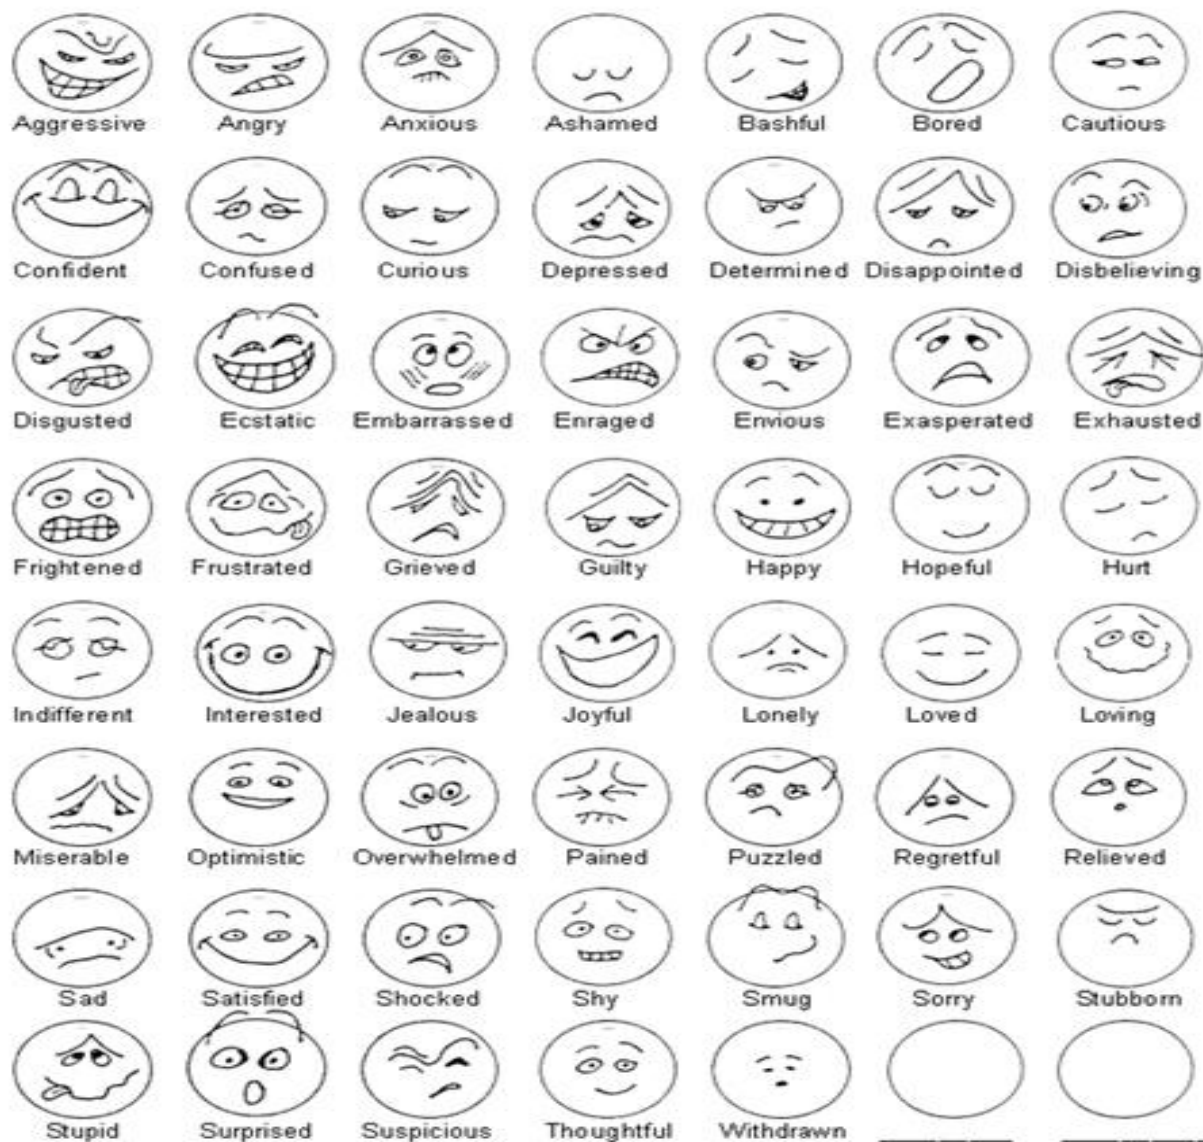 Aggressive Angry Anxious Ashamed Bashful Bored Cautious
Confident Confused Curious Depressed Determined Disappointed Disbelieving
Disgusted Ecstatic Embarrassed Enraged Envious Exasperated Exhausted
Frightened Frustrated Grieved Guilty Happy Hopeful Hurt
Indifferent Interested Jealous Joyful Lonely Loved Loving
Miserable Optimistic Overwhelmed Pained Puzzled Regretful Relieved
Sad Satisfied Shocked Shy Smug Sorry Stubborn
Stupid Surprised Suspicious Thoughtful Withdrawn